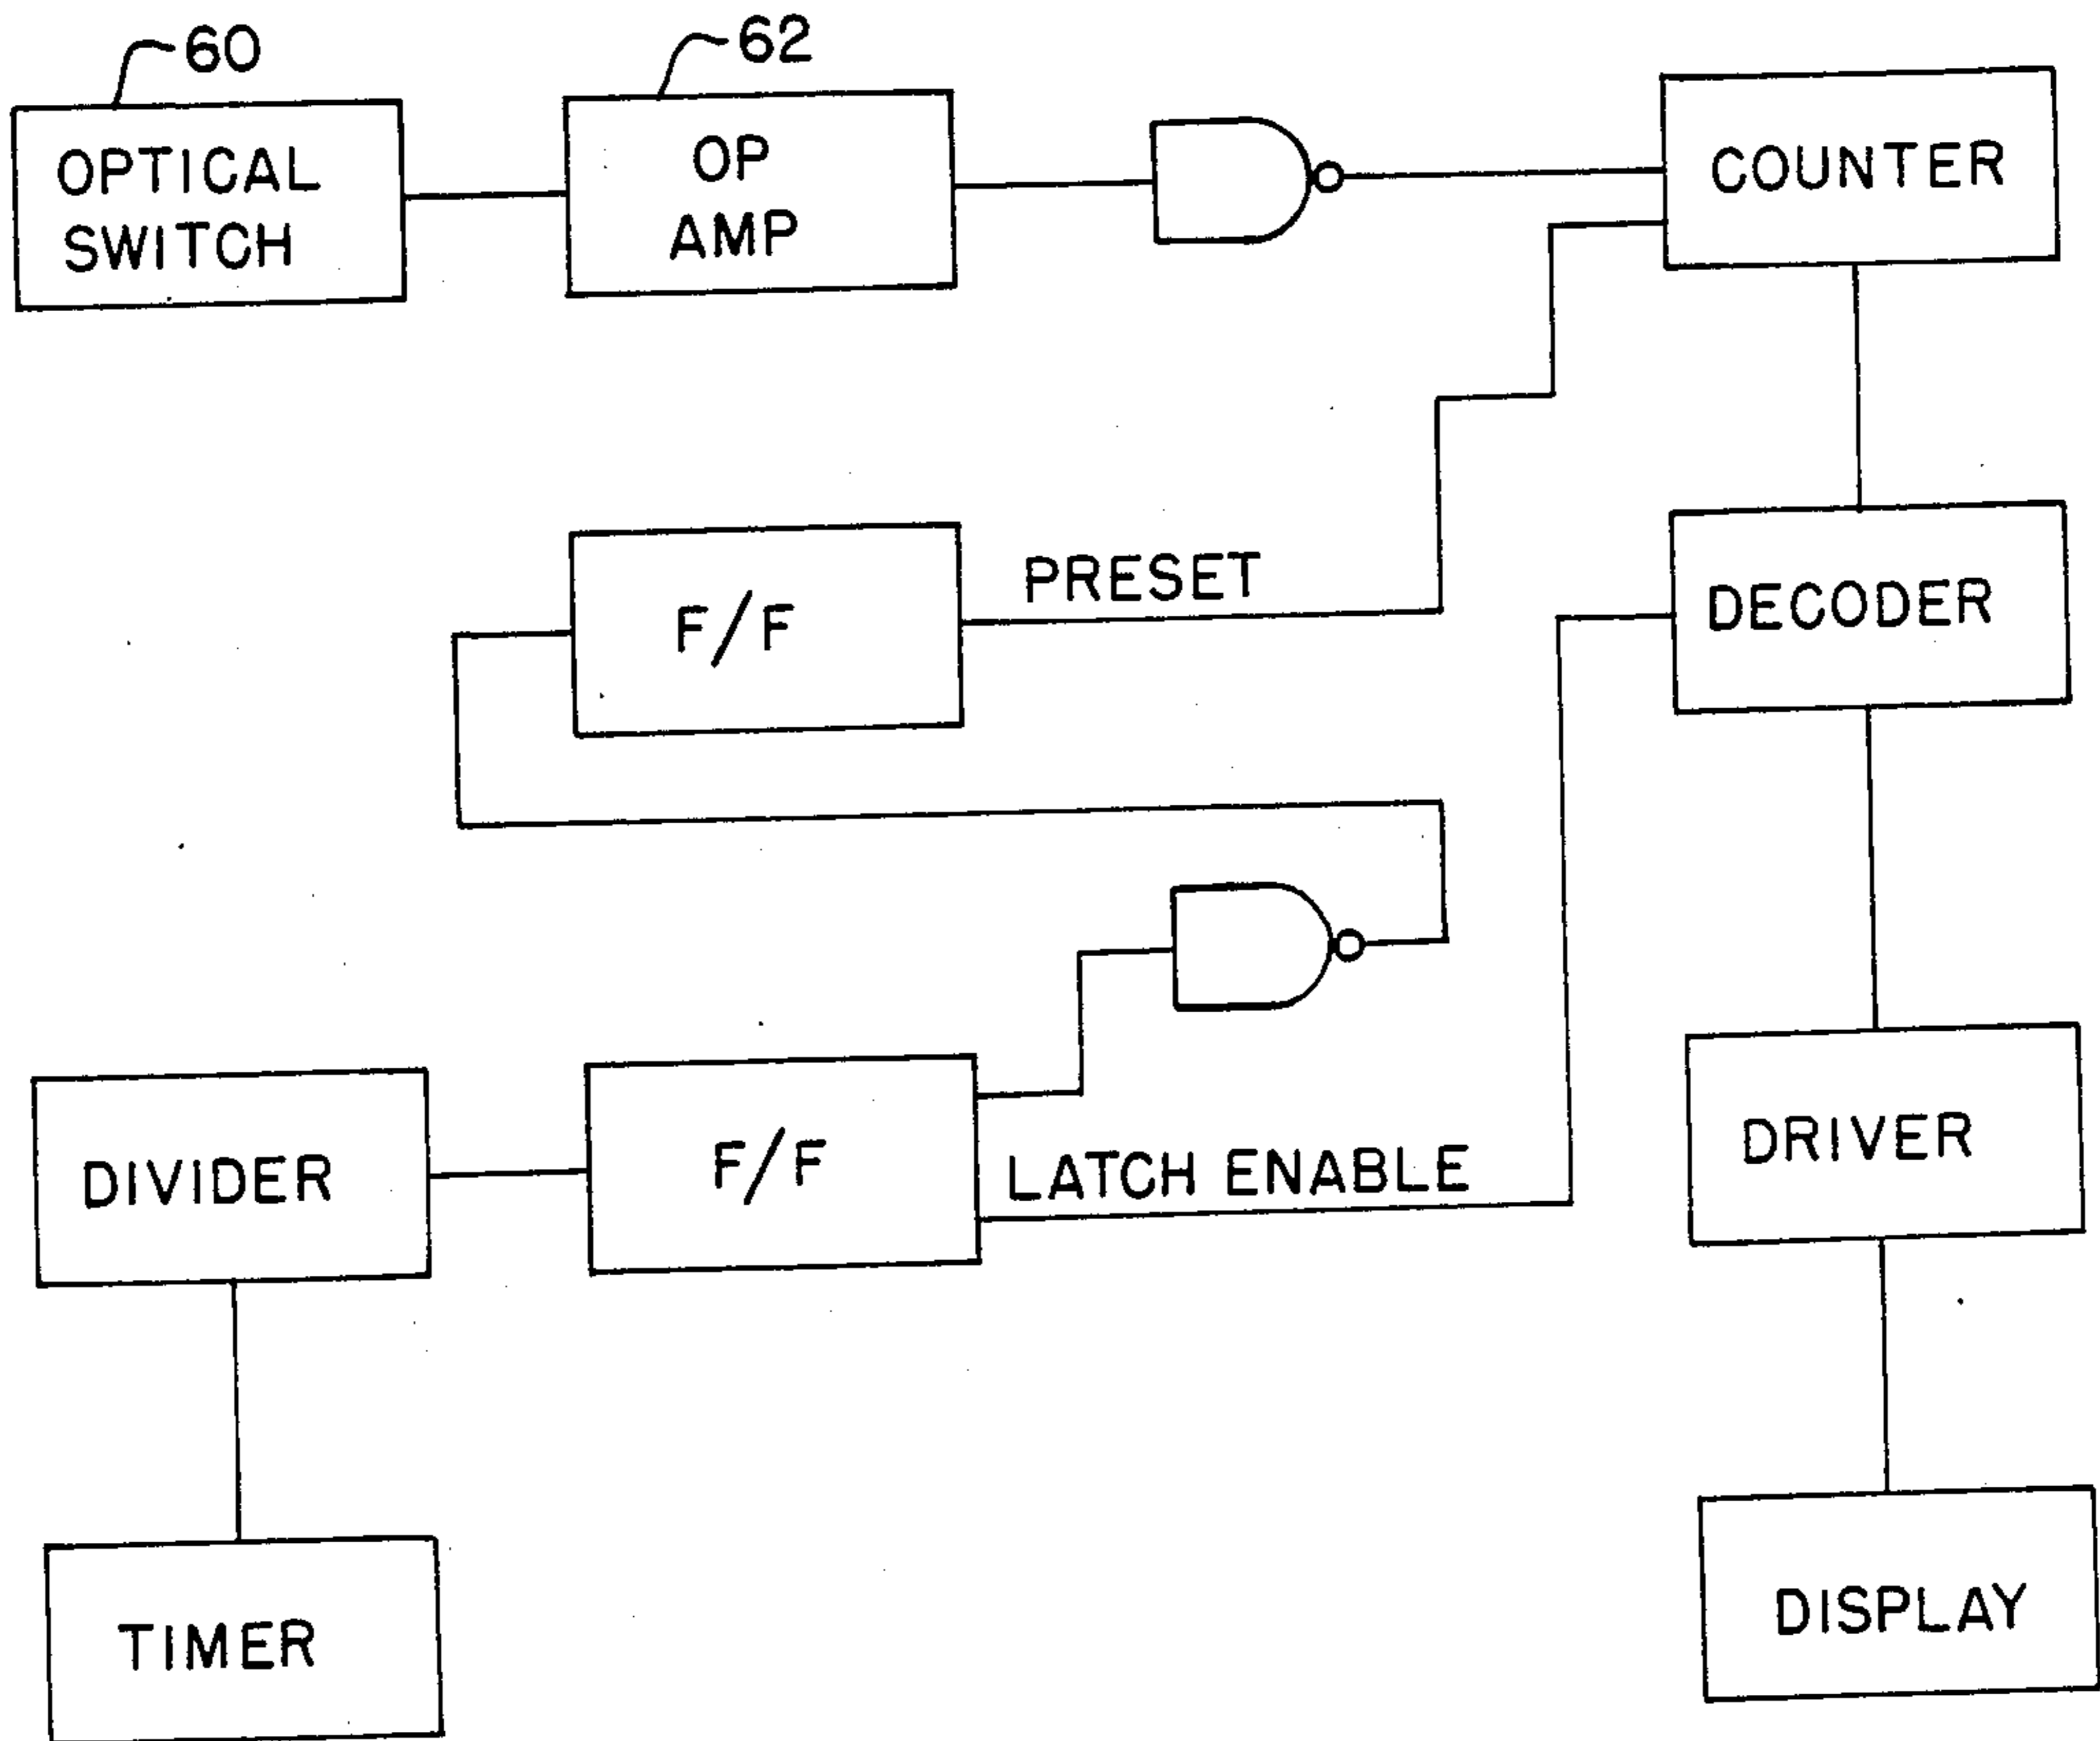 60
62
OPTICAL
SWITCH
OP
AMP
COUNTER
F/F
PRESET
DECODER
DIVIDER
F/F
LATCH ENABLE
DRIVER
TIMER
DISPLAY